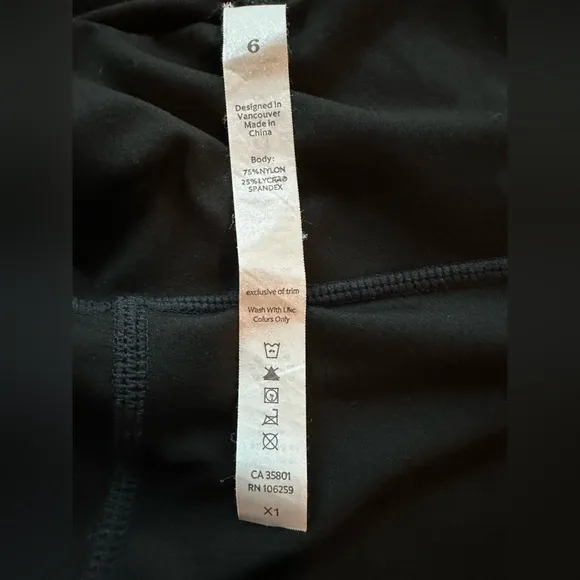 6
Designed in
Vancouver
Made in
China
Body:
75%NYLON
25%LYCRA®
SPANDEX
exclusive of trim
Wash With Like
Colurs Only
CA 35801
RN 106259
X1